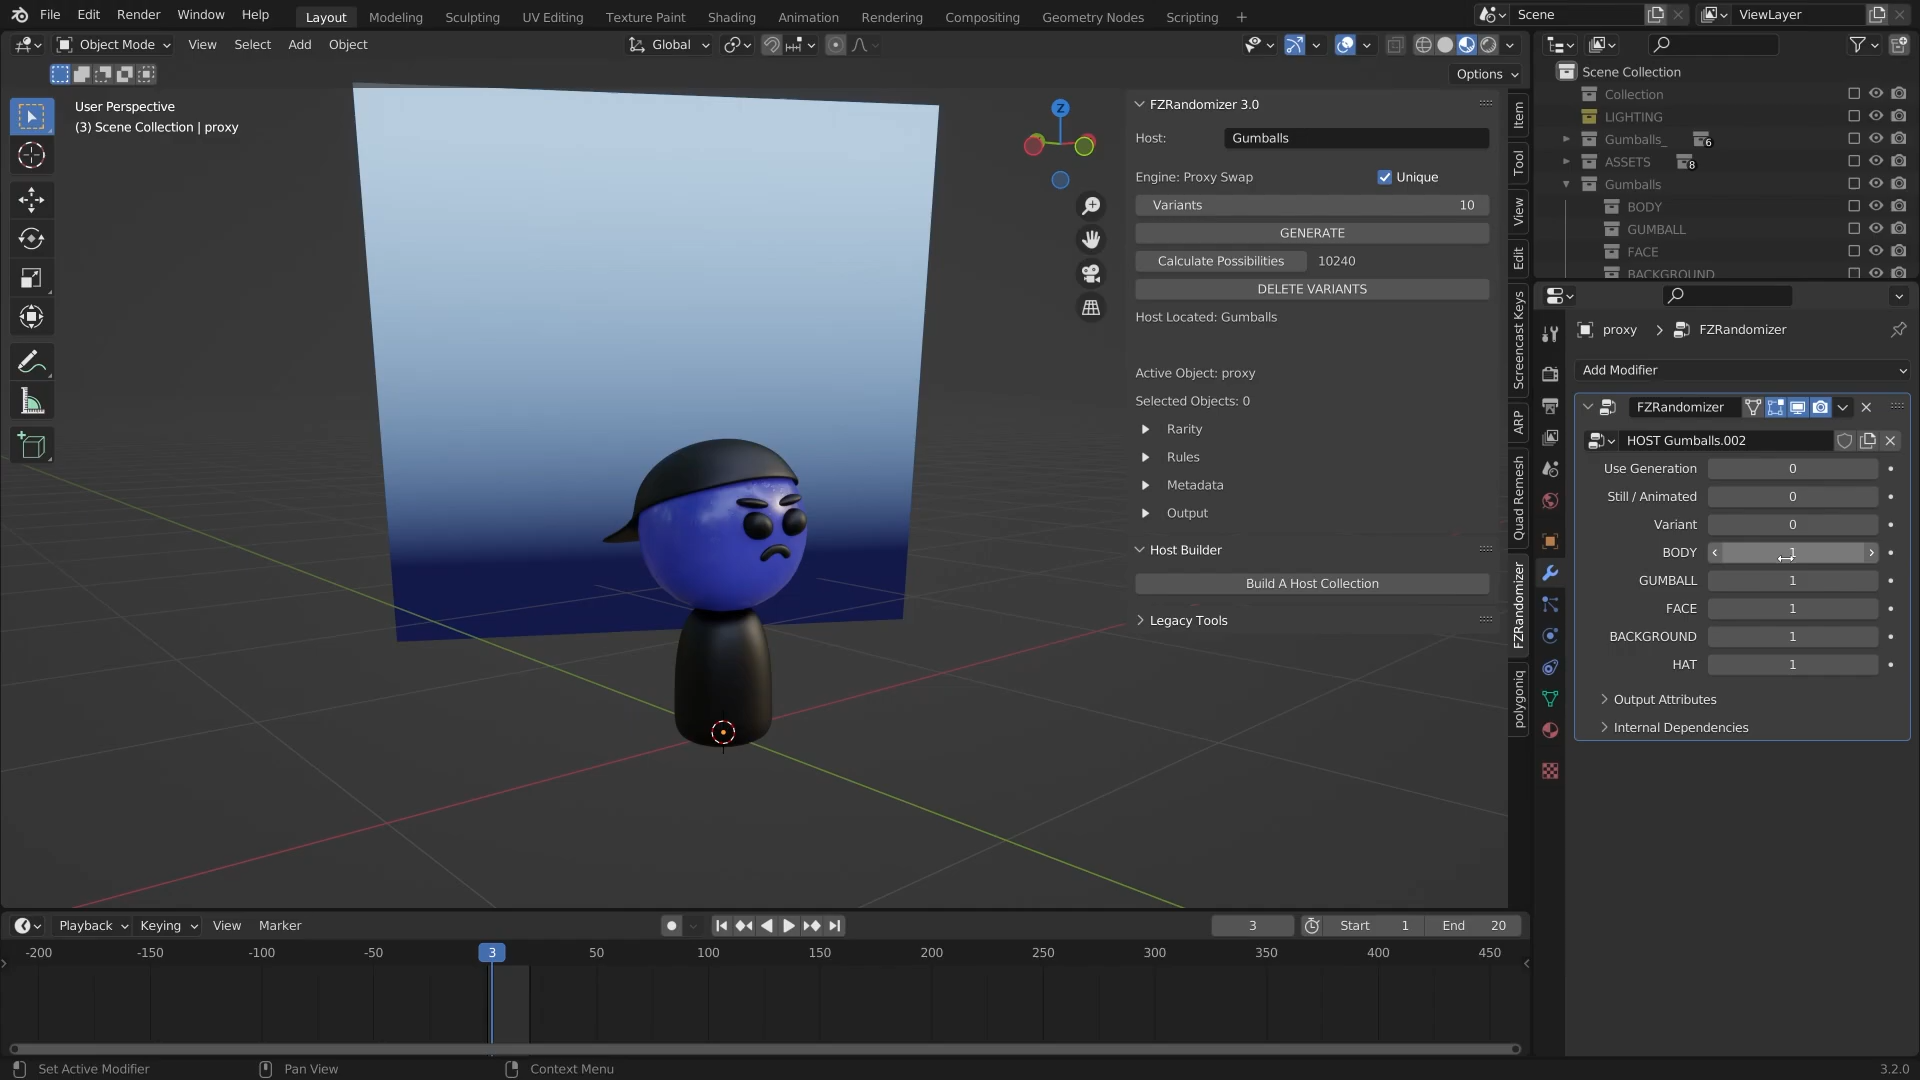 File Edit Render Window Help Layout Modeling Sculpting UV Editing Texture Paint Shading Animation Rendering Compositing Geometry Nodes Scripting + Scene ViewLayer
Object Mode View Select Add Object Global
Options
User Perspective
(3) Scene Collection | proxy
Z
FZRandomizer 3.0
Host: Gumballs
Engine: Proxy Swap Unique
Variants 10
GENERATE
Calculate Possibilities 10240
DELETE VARIANTS
Host Located: Gumballs
Active Object: proxy
Selected Objects: 0
Rarity
Rules
Metadata
Output
Host Builder
Build A Host Collection
Legacy Tools
Item
Tool
View
Edit
Screencast Keys
ARP
Quad Remesh
FZRandomizer
polygoniq
Scene Collection
Collection
LIGHTING
Gumballs_ 6
ASSETS 8
Gumballs
BODY
GUMBALL
FACE
BACKGROUND
proxy > FZRandomizer
Add Modifier
FZRandomizer
HOST Gumballs.002
Use Generation 0
Still / Animated 0
Variant 0
BODY 1
GUMBALL 1
FACE 1
BACKGROUND 1
HAT 1
Output Attributes
Internal Dependencies
Playback Keying View Marker 3 Start 1 End 20
-200 -150 -100 -50 3 50 100 150 200 250 300 350 400 450
Set Active Modifier Pan View Context Menu 3.2.0